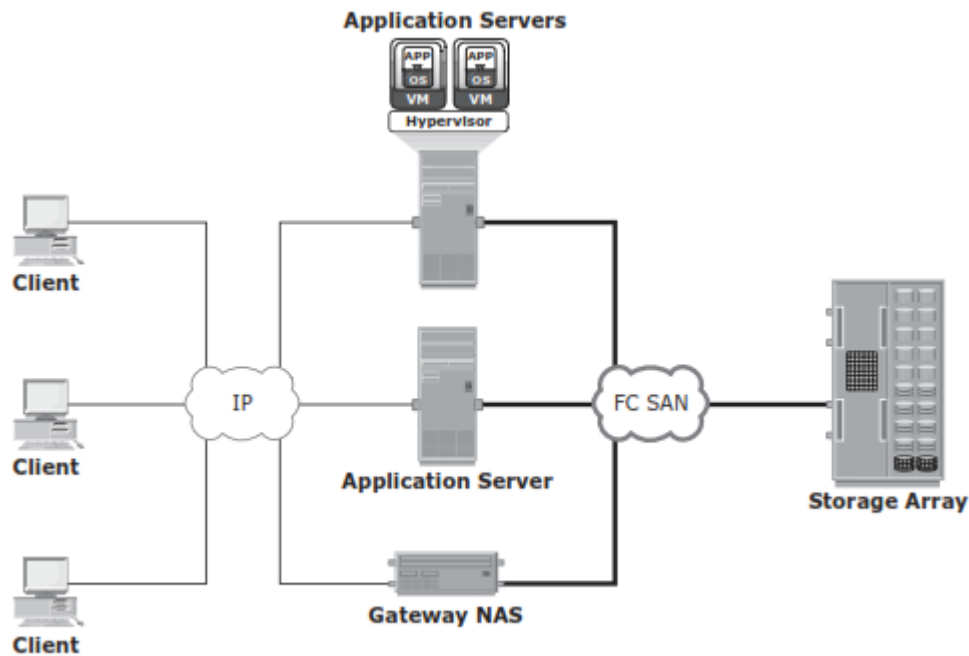 Application Servers
APP APP
OS OS
VM VM
Hypervisor
Client
IP
FC SAN
Client
Application Server
Storage Array
Gateway NAS
Client